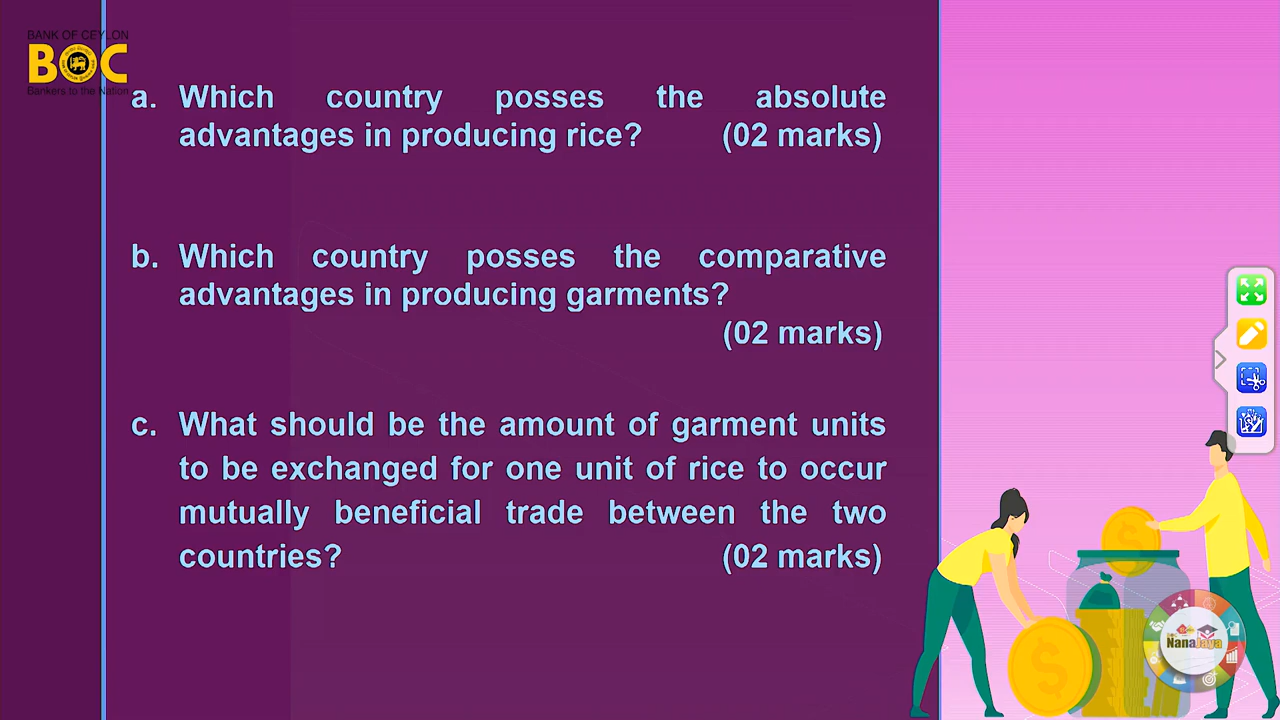 BANK OF CEYLON
BOC
Bankers to the Nation
a. Which country posses the absolute
advantages in producing rice? (02 marks)
b. Which country posses the comparative
advantages in producing garments?
(02 marks)
c. What should be the amount of garment units
to be exchanged for one unit of rice to occur
mutually beneficial trade between the two
countries? (02 marks)
NanaJaya